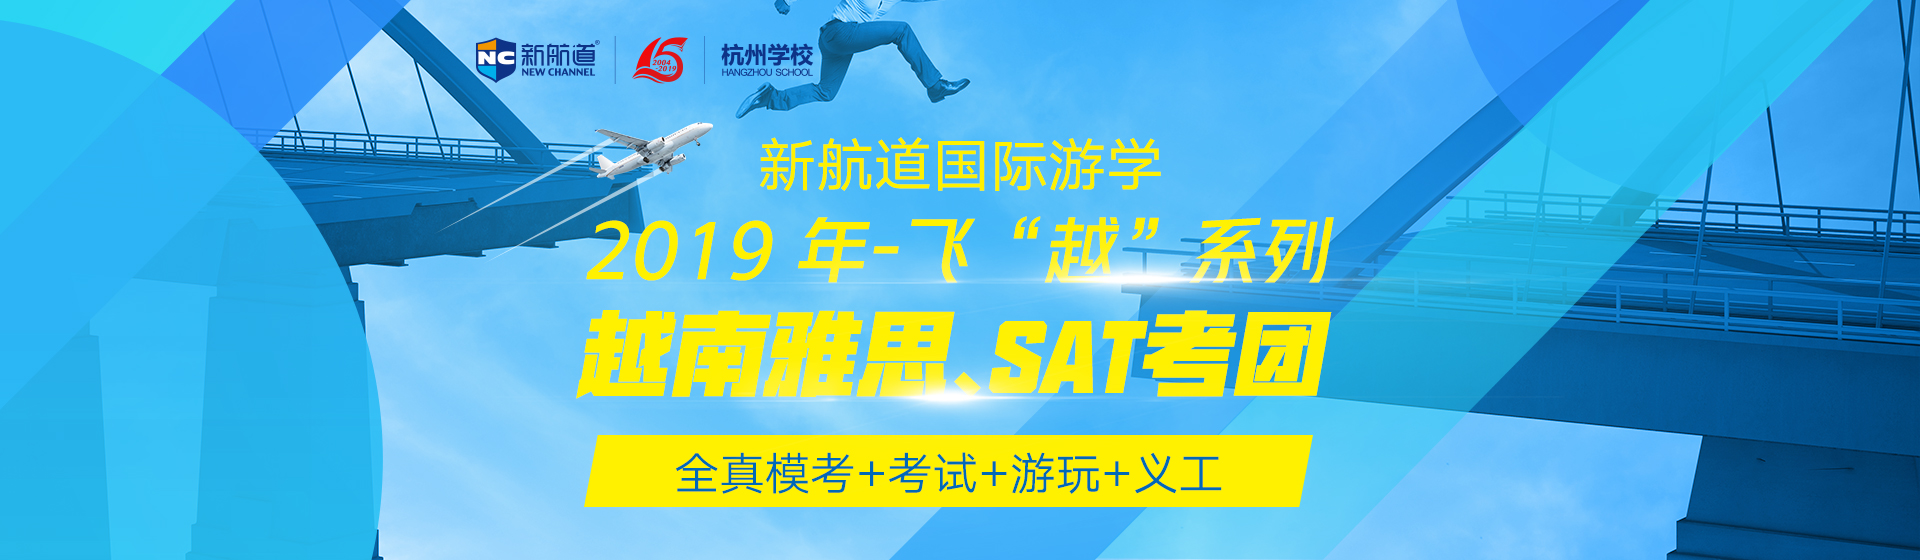 NC 新航道® 15 杭州学校
NEW CHANNEL 2004-2019 HANGZHOU SCHOOL
新航道国际游学
2019 年-飞“越”系列
越南雅思、SAT考团
全真模考+考试+游玩+义工